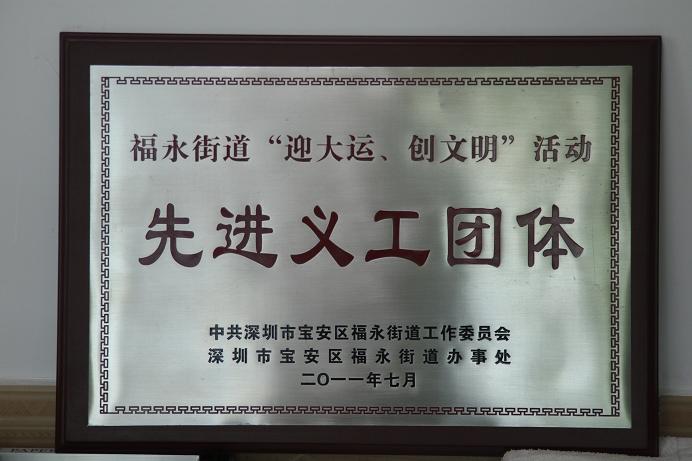 福永街道“迎大运、创文明”活动
先进义工团体
中共深圳市宝安区福永街道工作委员会
深圳市宝安区福永街道办事处
二〇一一年七月